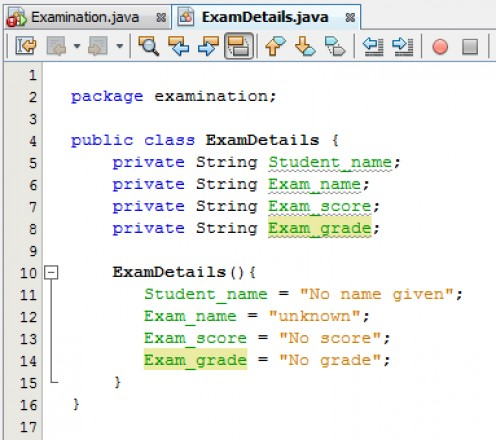 Examination.java ExamDetails.java
1
2 package examination;
3
4 public class ExamDetails {
5 private String Student_name;
6 private String Exam_name;
7 private String Exam_score;
8 private String Exam_grade;
9
10 ExamDetails(){
11 Student_name = "No name given";
12 Exam_name = "unknown";
13 Exam_score = "No score";
14 Exam_grade = "No grade";
15 }
16 }
17